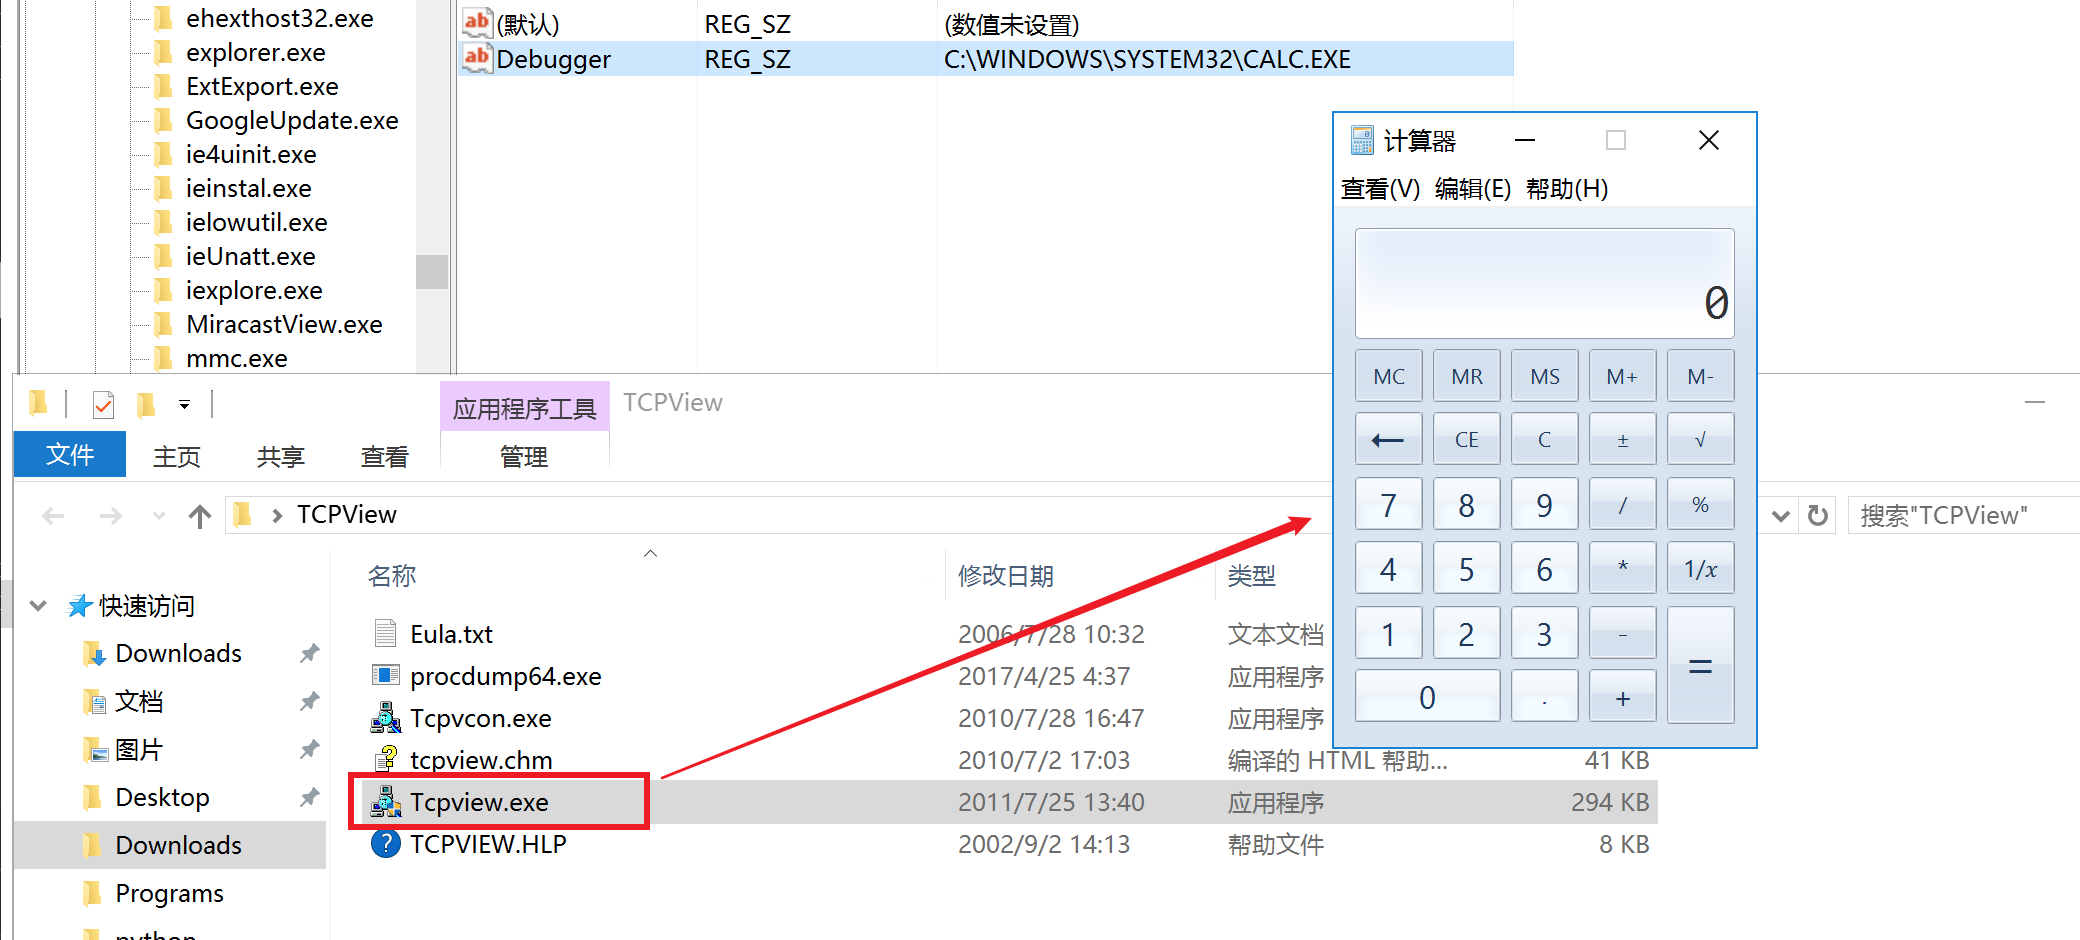 ehexthost32.exe
explorer.exe
ExtExport.exe
GoogleUpdate.exe
ie4uinit.exe
ieinstal.exe
ielowutil.exe
ieUnatt.exe
iexplore.exe
MiracastView.exe
mmc.exe
ab (默认) REG_SZ (数值未设置)
ab Debugger REG_SZ C:\WINDOWS\SYSTEM32\CALC.EXE
计算器
查看(V) 编辑(E) 帮助(H)
0
MC MR MS M+ M-
← CE C ± √
7 8 9 / %
4 5 6 * 1/x
1 2 3 - =
0 . +
应用程序工具 TCPView
文件 主页 共享 查看 管理
TCPView
搜索"TCPView"
快速访问
Downloads
文档
图片
Desktop
Downloads
Programs
python
名称 修改日期 类型
Eula.txt 2006/7/28 10:32 文本文档
procdump64.exe 2017/4/25 4:37 应用程序
Tcpvcon.exe 2010/7/28 16:47 应用程序
tcpview.chm 2010/7/2 17:03 编译的 HTML 帮助... 41 KB
Tcpview.exe 2011/7/25 13:40 应用程序 294 KB
TCPVIEW.HLP 2002/9/2 14:13 帮助文件 8 KB